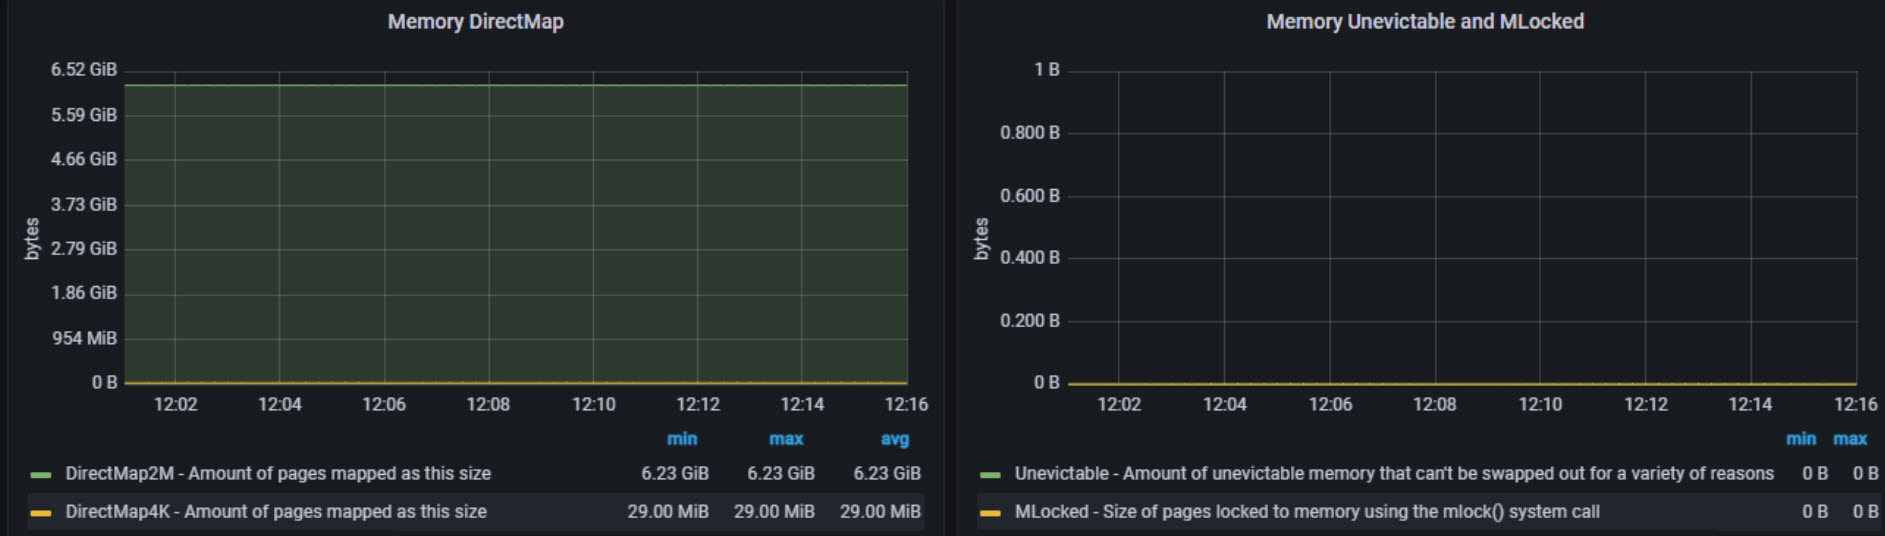 Memory DirectMap
6.52 GiB
5.59 GiB
4.66 GiB
3.73 GiB
2.79 GiB
1.86 GiB
954 MiB
0 B
bytes
12:02 12:04 12:06 12:08 12:10 12:12 12:14 12:16
min max avg
DirectMap2M - Amount of pages mapped as this size 6.23 GiB 6.23 GiB 6.23 GiB
DirectMap4K - Amount of pages mapped as this size 29.00 MiB 29.00 MiB 29.00 MiB
Memory Unevictable and MLocked
1 B
0.800 B
0.600 B
0.400 B
0.200 B
0 B
bytes
12:02 12:04 12:06 12:08 12:10 12:12 12:14 12:16
min max
Unevictable - Amount of unevictable memory that can't be swapped out for a variety of reasons 0 B 0 B
MLocked - Size of pages locked to memory using the mlock() system call 0 B 0 B